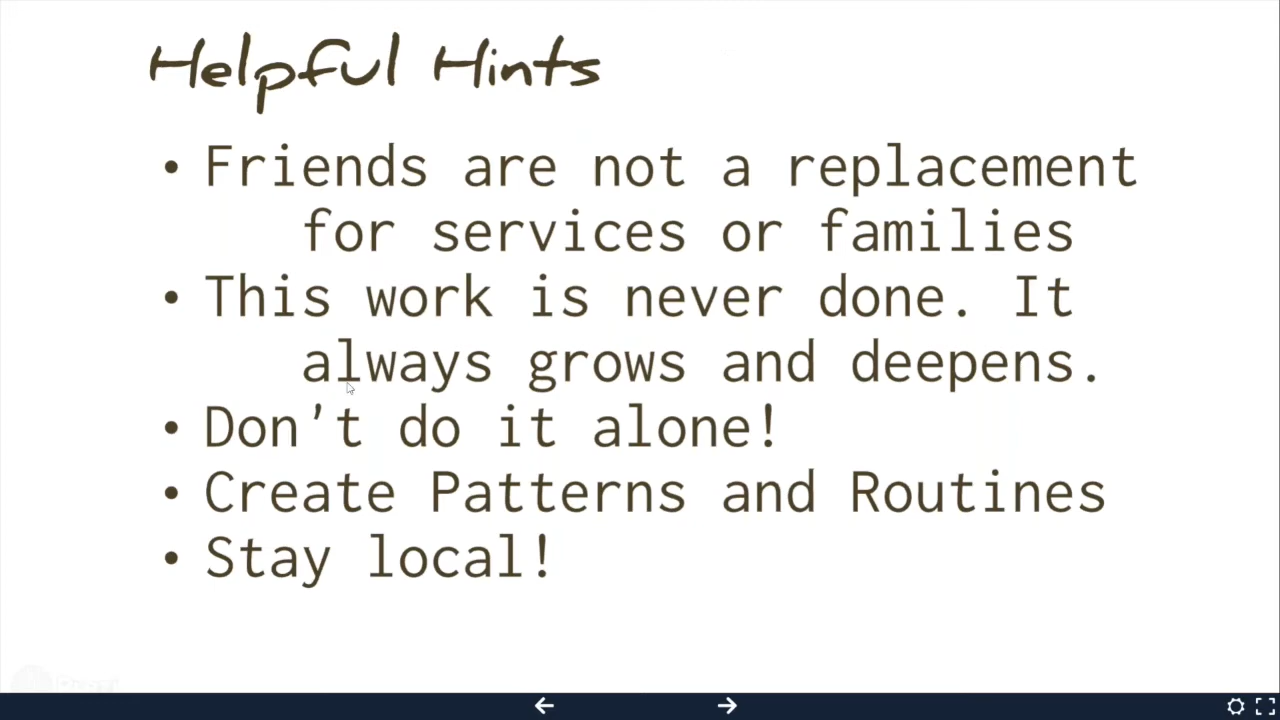 Helpful Hints
• Friends are not a replacement
for services or families
• This work is never done. It
always grows and deepens.
• Don't do it alone!
• Create Patterns and Routines
• Stay local!